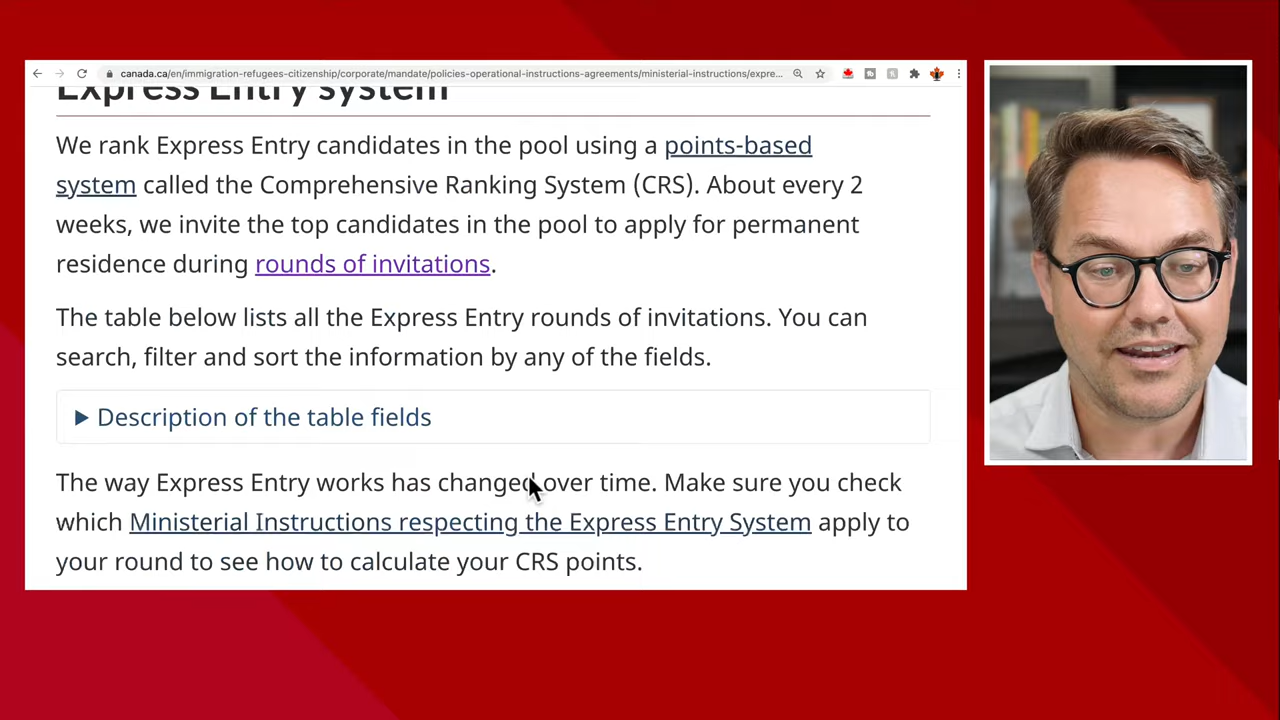 canada.ca/en/immigration-refugees-citizenship/corporate/mandate/policies-operational-instructions-agreements/ministerial-instructions/expre...
Express Entry system
We rank Express Entry candidates in the pool using a points-based
system called the Comprehensive Ranking System (CRS). About every 2
weeks, we invite the top candidates in the pool to apply for permanent
residence during rounds of invitations.
The table below lists all the Express Entry rounds of invitations. You can
search, filter and sort the information by any of the fields.
Description of the table fields
The way Express Entry works has changed over time. Make sure you check
which Ministerial Instructions respecting the Express Entry System apply to
your round to see how to calculate your CRS points.